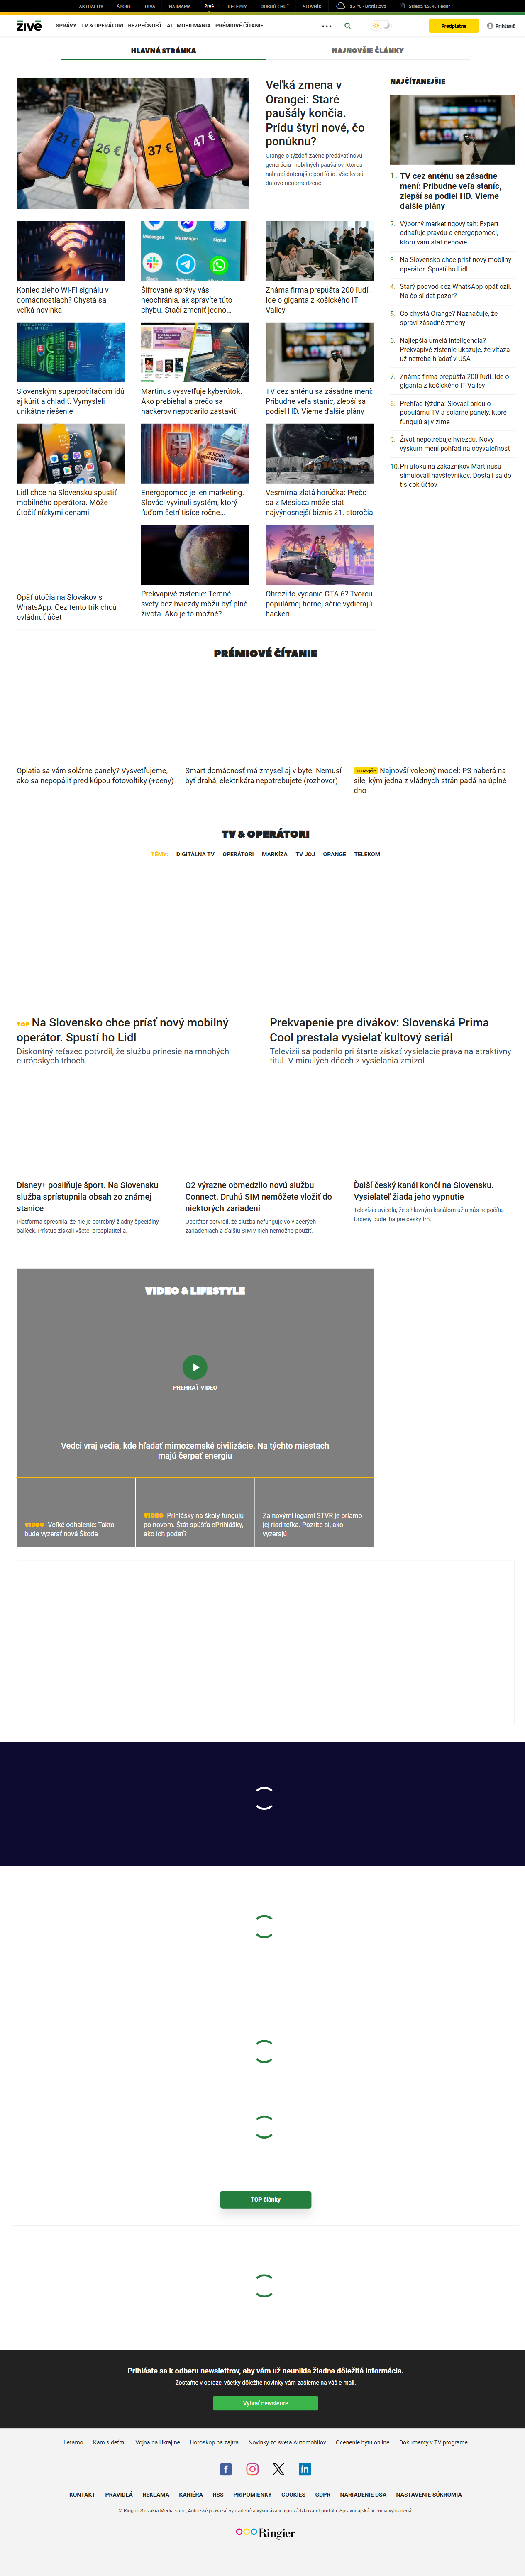 AKTUALITY ŠPORT DIVA NAJMAMA ŽIVÉ RECEPTY DOBRÚ CHUŤ SLOVNÍK 13 °C - Bratislava Streda 15. 4. Fedor
živé SPRÁVY TV & OPERÁTORI BEZPEČNOSŤ AI MOBILMANIA PRÉMIOVÉ ČÍTANIE Predplatné Prihlásiť
HLAVNÁ STRÁNKA NAJNOVŠIE ČLÁNKY
21 €
26 €
37 €
47 €
Veľká zmena v
Orangei: Staré
paušály končia.
Prídu štyri nové, čo
ponúknu?
Orange o týždeň začne predávať novú
generáciu mobilných paušálov, ktorou
nahradí doterajšie portfólio. Všetky sú
dátovo neobmedzené.
Koniec zlého Wi-Fi signálu v
domácnostiach? Chystá sa
veľká novinka
Messages Messenger Signal
Šifrované správy vás
neochránia, ak spravíte túto
chybu. Stačí zmeniť jedno...
Známa firma prepúšťa 200 ľudí.
Ide o giganta z košického IT
Valley
Slovenským superpočítačom idú
aj kúriť a chladiť. Vymysleli
unikátne riešenie
Martinus vysvetľuje kyberútok.
Ako prebiehal a prečo sa
hackerov nepodarilo zastaviť
TV cez anténu sa zásadne mení:
Pribudne veľa staníc, zlepší sa
podiel HD. Vieme ďalšie plány
Lidl chce na Slovensku spustiť
mobilného operátora. Môže
útočiť nízkymi cenami
Energopomoc je len marketing.
Slováci vyvinuli systém, ktorý
ľuďom šetrí tisíce ročne...
Vesmírna zlatá horúčka: Prečo
sa z Mesiaca môže stať
najvýnosnejší biznis 21. storočia
Opäť útočia na Slovákov s
WhatsApp: Cez tento trik chcú
ovládnuť účet
Prekvapivé zistenie: Temné
svety bez hviezdy môžu byť plné
života. Ako je to možné?
Ohrozí to vydanie GTA 6? Tvorcu
populárnej hernej série vydierajú
hackeri
NAJČÍTANEJŠIE
1. TV cez anténu sa zásadne
mení: Pribudne veľa staníc,
zlepší sa podiel HD. Vieme
ďalšie plány
2. Výborný marketingový ťah: Expert
odhaľuje pravdu o energopomoci,
ktorú vám štát nepovie
3. Na Slovensko chce prísť nový mobilný
operátor. Spustí ho Lidl
4. Starý podvod cez WhatsApp opäť ožil.
Na čo si dať pozor?
5. Čo chystá Orange? Naznačuje, že
spraví zásadné zmeny
6. Najlepšia umelá inteligencia?
Prekvapivé zistenie ukazuje, že víťaza
už netreba hľadať v USA
7. Známa firma prepúšťa 200 ľudí. Ide o
giganta z košického IT Valley
8. Prehľad týždňa: Slováci prídu o
populárnu TV a solárne panely, ktoré
fungujú aj v zime
9. Život nepotrebuje hviezdu. Nový
výskum mení pohľad na obývateľnosť
10. Pri útoku na zákazníkov Martinusu
simulovali návštevníkov. Dostali sa do
tisícok účtov
PRÉMIOVÉ ČÍTANIE
Oplatia sa vám solárne panely? Vysvetľujeme,
ako sa nepopáliť pred kúpou fotovoltiky (+ceny)
Smart domácnosť má zmysel aj v byte. Nemusí
byť drahá, elektrikára nepotrebujete (rozhovor)
navyše Najnovší volebný model: PS naberá na
sile, kým jedna z vládnych strán padá na úplné
dno
TV & OPERÁTORI
TÉMY: DIGITÁLNA TV OPERÁTORI MARKÍZA TV JOJ ORANGE TELEKOM
TOP Na Slovensko chce prísť nový mobilný
operátor. Spustí ho Lidl
Diskontný reťazec potvrdil, že službu prinesie na mnohých
európskych trhoch.
Prekvapenie pre divákov: Slovenská Prima
Cool prestala vysielať kultový seriál
Televízii sa podarilo pri štarte získať vysielacie práva na atraktívny
titul. V minulých dňoch z vysielania zmizol.
Disney+ posilňuje šport. Na Slovensku
služba sprístupnila obsah zo známej
stanice
Platforma spresnila, že nie je potrebný žiadny špeciálny
balíček. Prístup získali všetci predplatitelia.
O2 výrazne obmedzilo novú službu
Connect. Druhú SIM nemôžete vložiť do
niektorých zariadení
Operátor potvrdil, že služba nefunguje vo viacerých
zariadeniach a ďalšiu SIM v nich nemožno použiť.
Ďalší český kanál končí na Slovensku.
Vysielateľ žiada jeho vypnutie
Televízia uviedla, že s hlavným kanálom už u nás nepočíta.
Určený bude iba pre český trh.
VIDEO & LIFESTYLE
PREHRAŤ VIDEO
Vedci vraj vedia, kde hľadať mimozemské civilizácie. Na týchto miestach
majú čerpať energiu
VIDEO Veľké odhalenie: Takto
bude vyzerať nová Škoda
VIDEO Prihlášky na školy fungujú
po novom. Štát spúšťa ePrihlášky,
ako ich podať?
Za novými logami STVR je priamo
jej riaditeľka. Pozrite si, ako
vyzerajú
TOP články
Prihláste sa k odberu newslettrov, aby vám už neunikla žiadna dôležitá informácia.
Zostaňte v obraze, všetky dôležité novinky vám zašleme na váš e-mail.
Vybrať newslettre
Letamo Kam s deťmi Vojna na Ukrajine Horoskop na zajtra Novinky zo sveta Automobilov Ocenenie bytu online Dokumenty v TV programe
KONTAKT PRAVIDLÁ REKLAMA KARIÉRA RSS PRIPOMIENKY COOKIES GDPR NARIADENIE DSA NASTAVENIE SÚKROMIA
© Ringier Slovakia Media s.r.o., Autorské práva sú vyhradené a vykonáva ich prevádzkovateľ portálu. Spravodajská licencia vyhradená.
Ringier